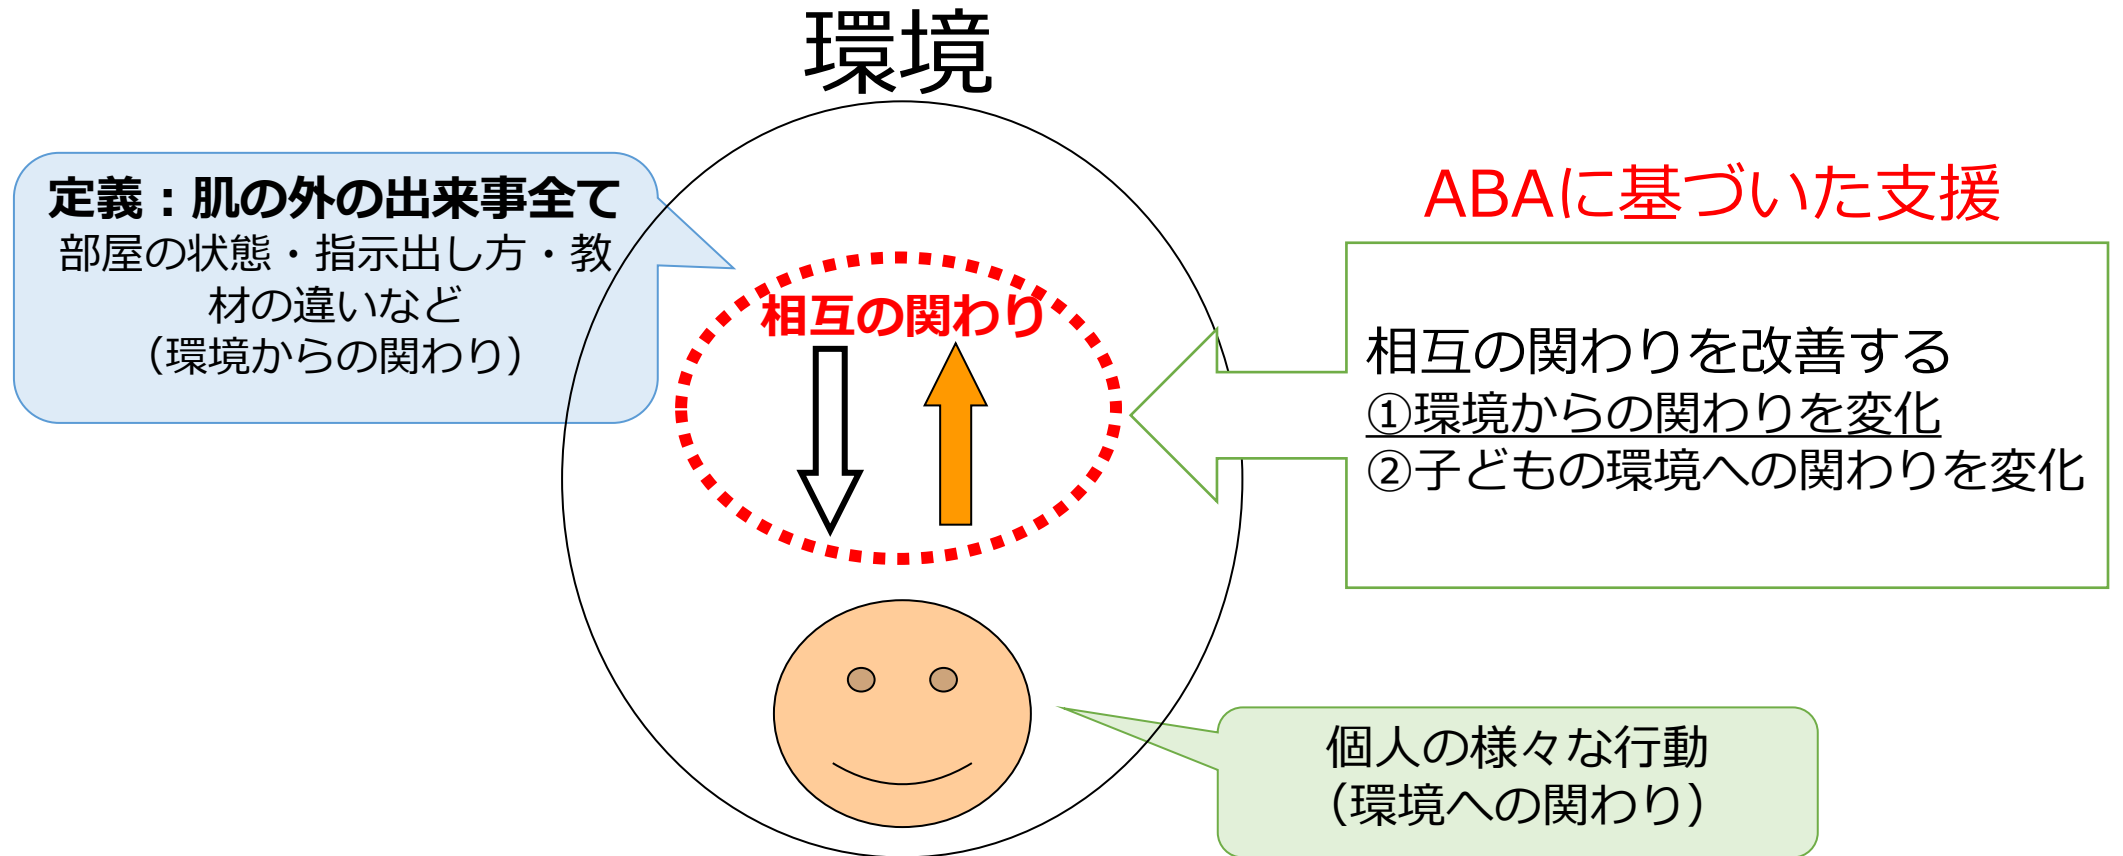 環境
定義：肌の外の出来事全て
部屋の状態・指示出し方・教
材の違いなど
（環境からの関わり）
相互の関わり
ABAに基づいた支援
相互の関わりを改善する
①環境からの関わりを変化
②子どもの環境への関わりを変化
個人の様々な行動
（環境への関わり）